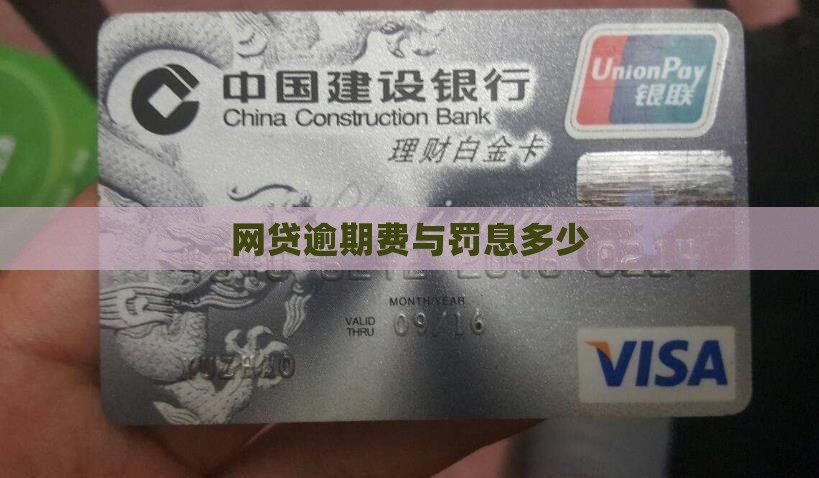 中国建设银行
China Construction Bank
理财白金卡
UnionPay
银联
网贷逾期费与罚息多少
MONTH/YEAR
VALID
THRU
09/16
VISA